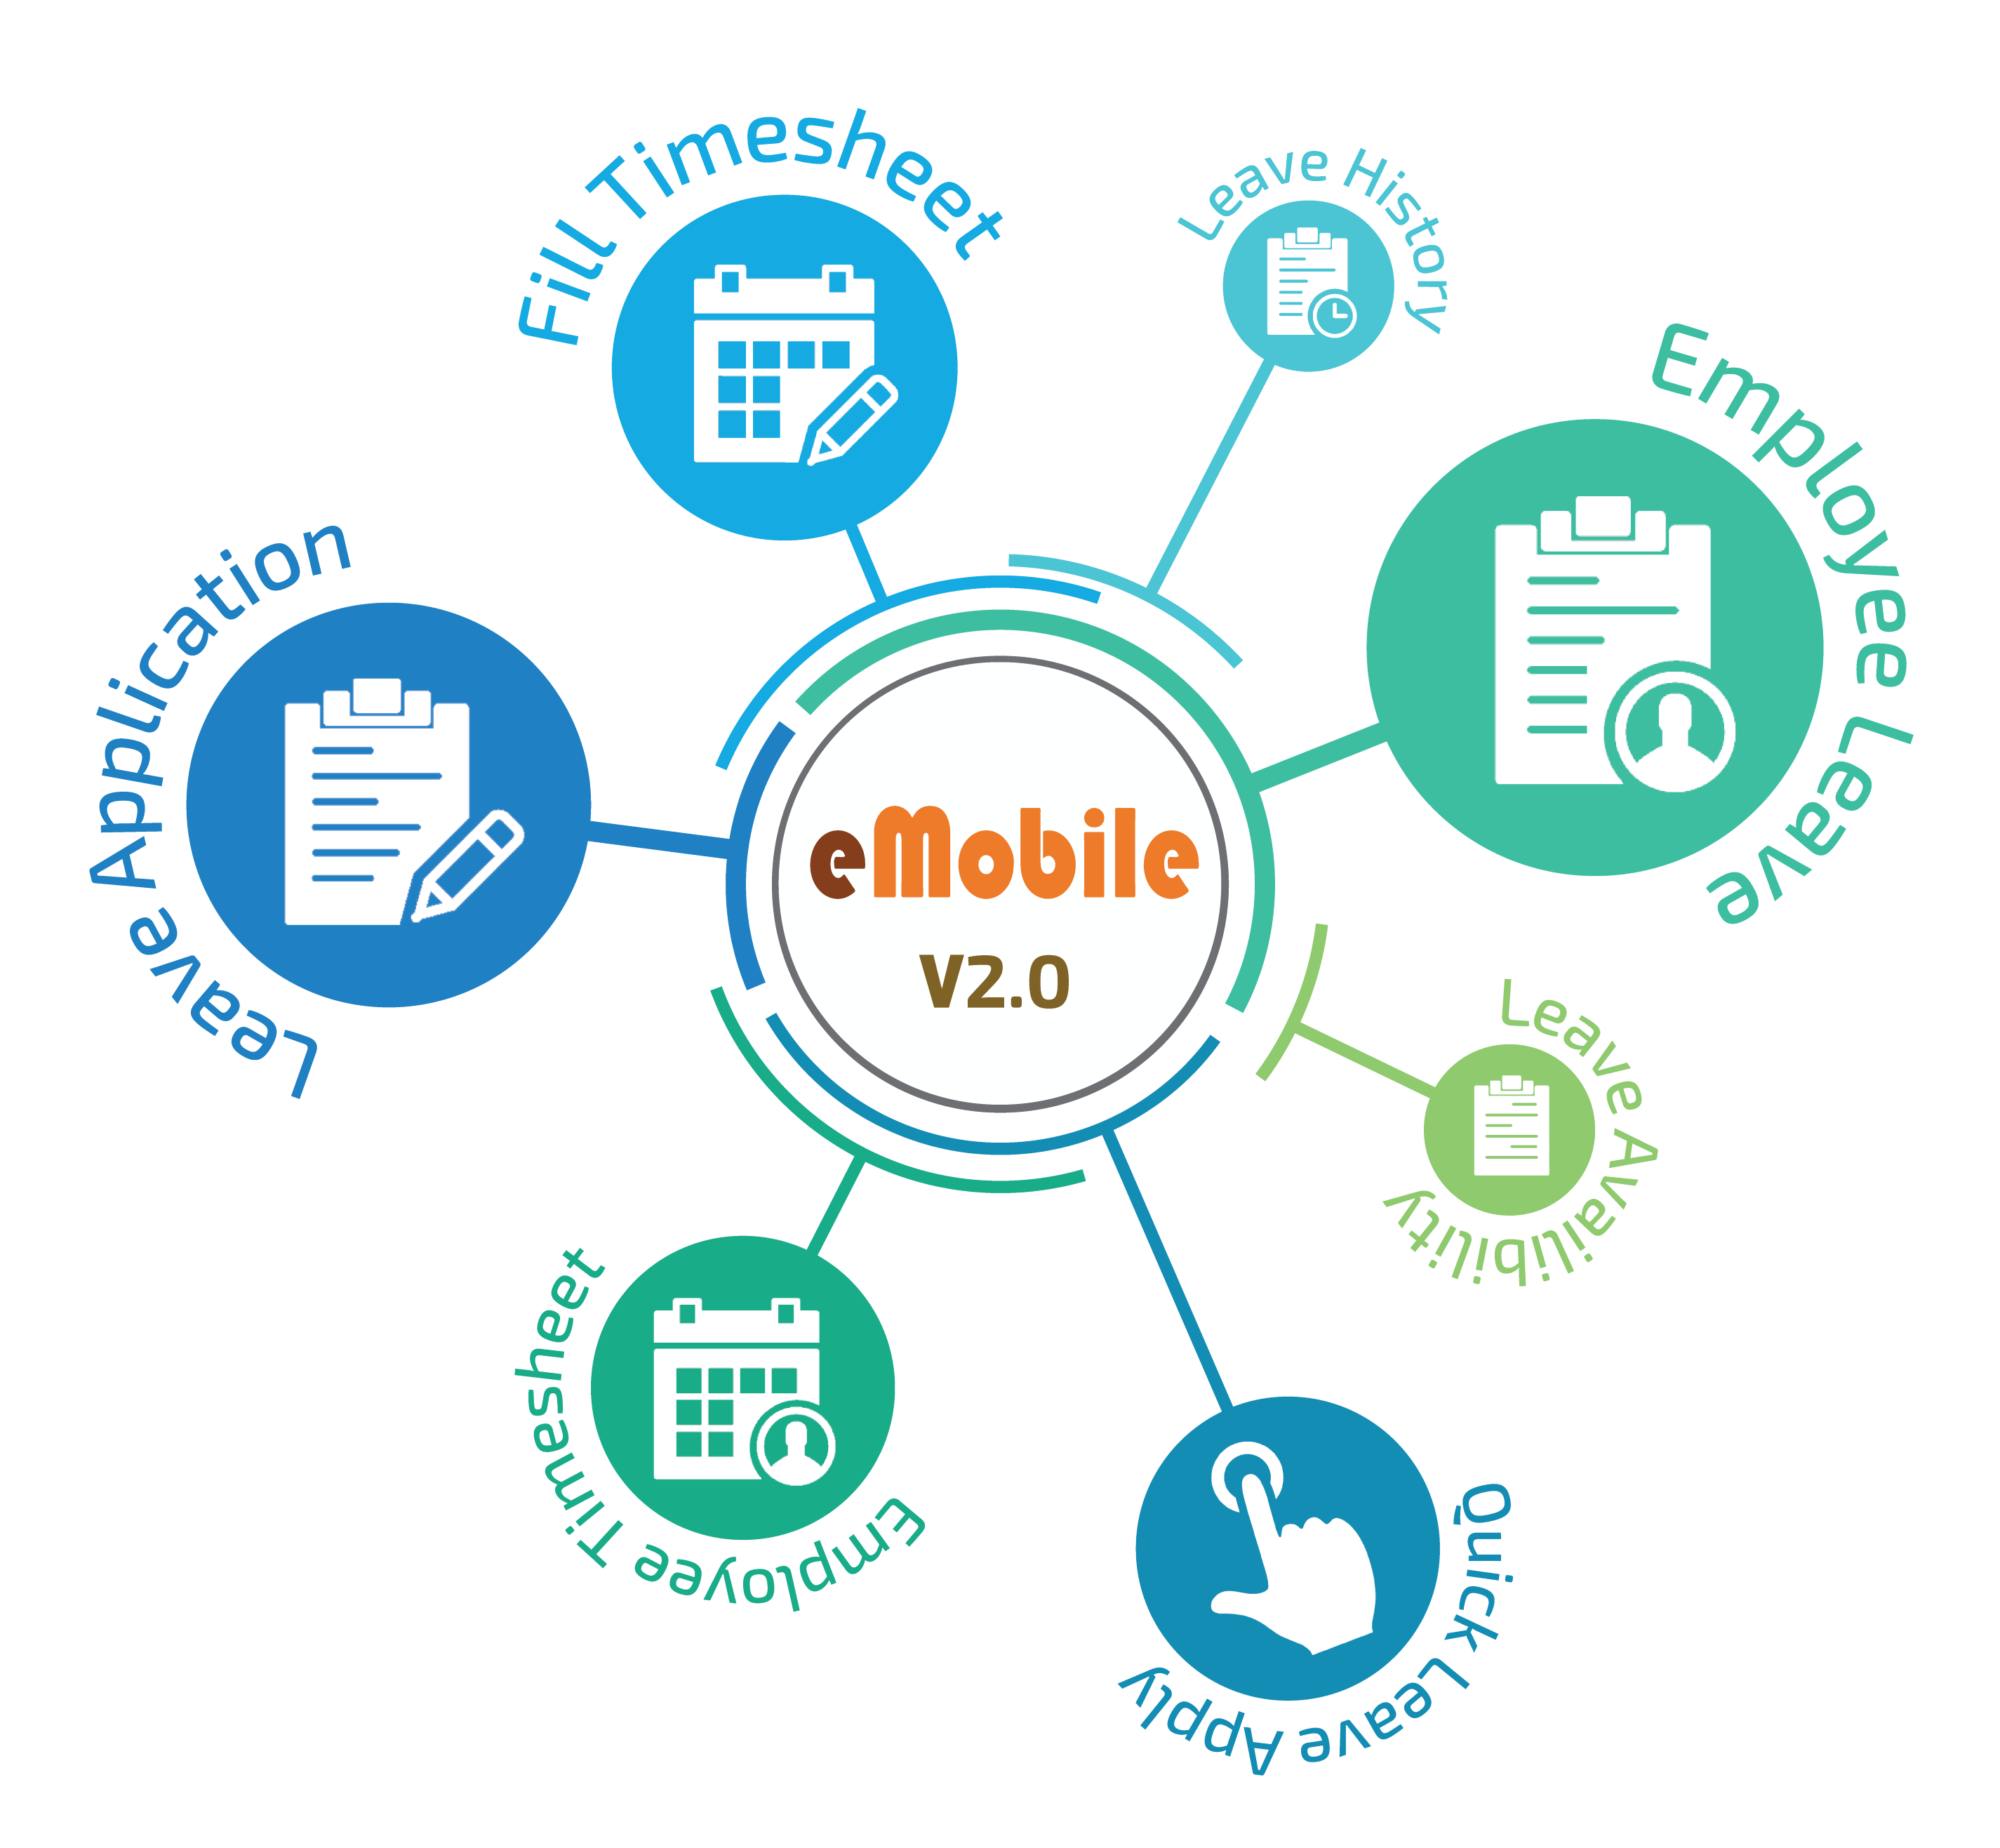 Fill Timesheet
Leave History
Employee Leave
Leave Application
eMobile
v2.0
Leave Availibility
Employee Timesheet
Quick Leave Apply